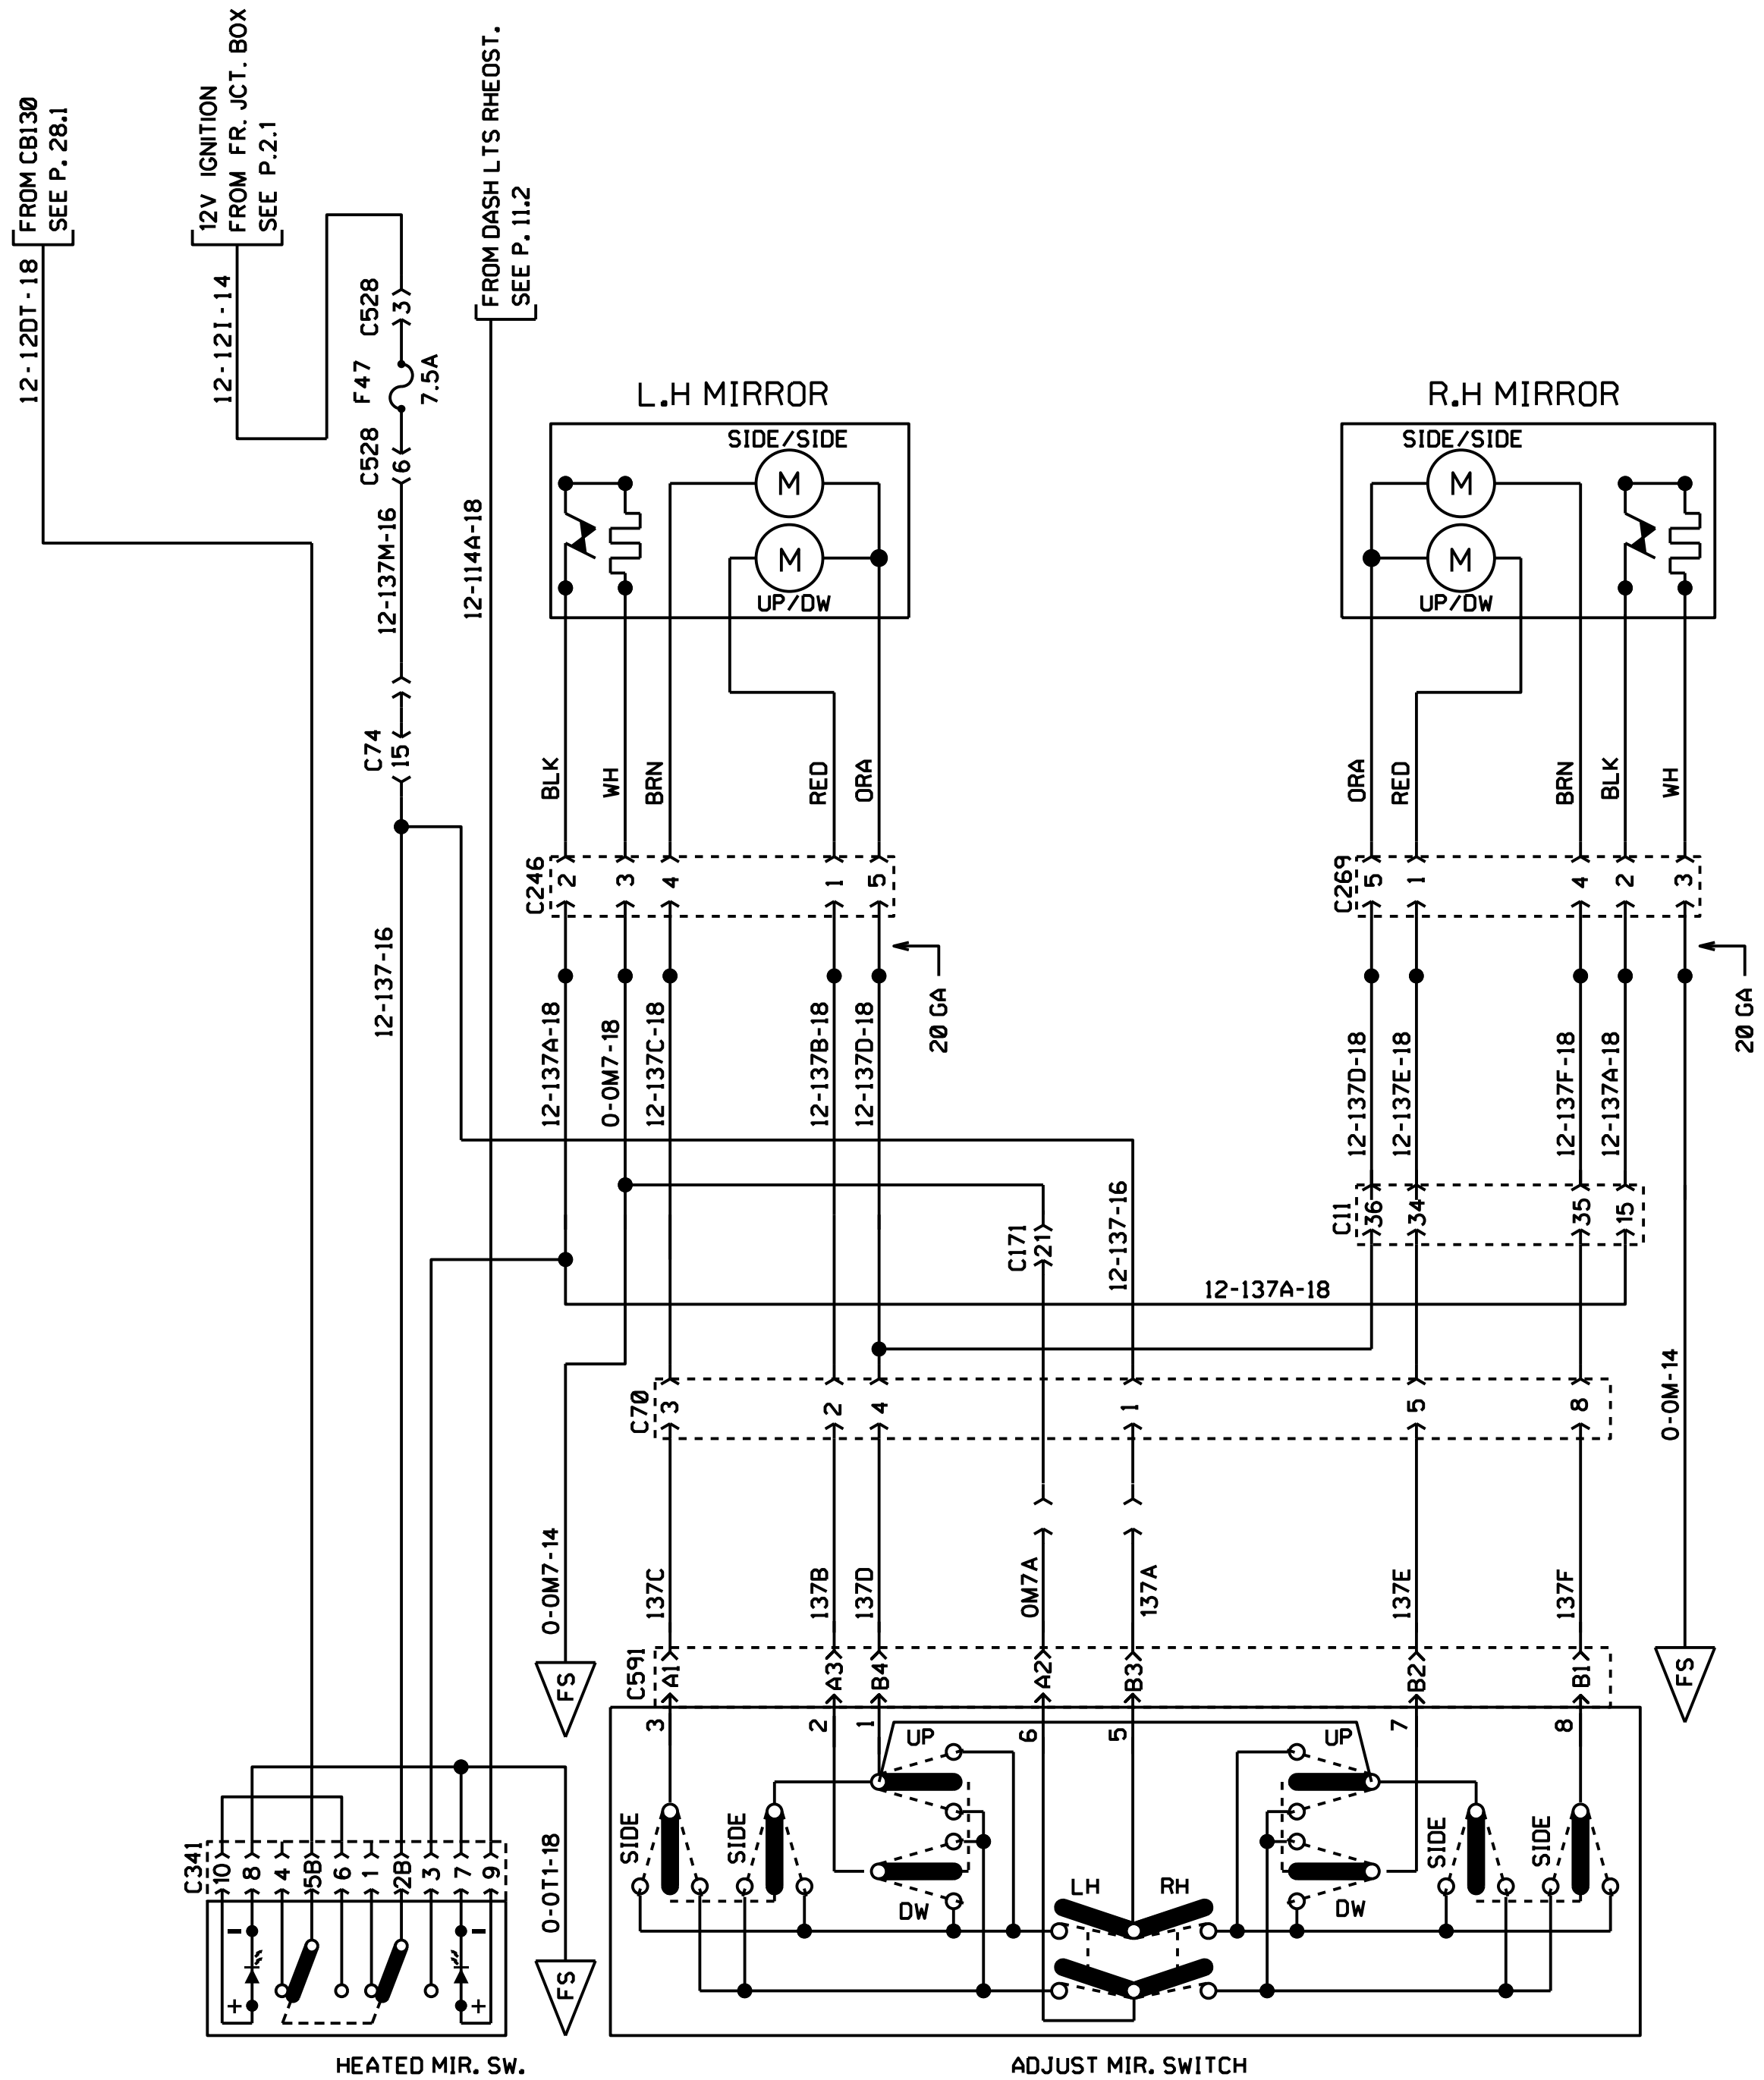 FROM CB130
SEE P. 28.1
12-12DT-18
12V IGNITION
FROM FR. JCT. BOX
SEE P.2.1
12-12I-14
C528
3
F47
7.5A
C528
6
12-137M-16
C74
15
12-137-16
FROM DASH LTS RHEOST.
SEE P. 11.2
12-114A-18
L.H MIRROR
SIDE/SIDE
M
M
UP/DW
BLK
WH
BRN
RED
ORA
C246
2
3
4
1
5
20 GA
12-137A-18
0-0M7-18
12-137C-18
12-137B-18
12-137D-18
R.H MIRROR
SIDE/SIDE
M
M
UP/DW
ORA
RED
BRN
BLK
WH
C269
5
1
4
2
3
20 GA
12-137D-18
12-137E-18
12-137F-18
12-137A-18
C11
36
34
35
15
C171
21
12-137-16
12-137A-18
0-0M-14
C70
3
2
4
1
5
8
0-0M7-14
137C
137B
137D
0M7A
137A
137E
137F
FS
FS
C591
A1
A3
B4
A2
B3
B2
B1
3
2
1
6
5
7
8
UP
UP
SIDE
SIDE
SIDE
SIDE
DW
DW
LH
RH
C341
10
8
4
5B
6
1
2B
3
7
9
0-0T1-18
FS
-
-
+
+
HEATED MIR. SW.
ADJUST MIR. SWITCH